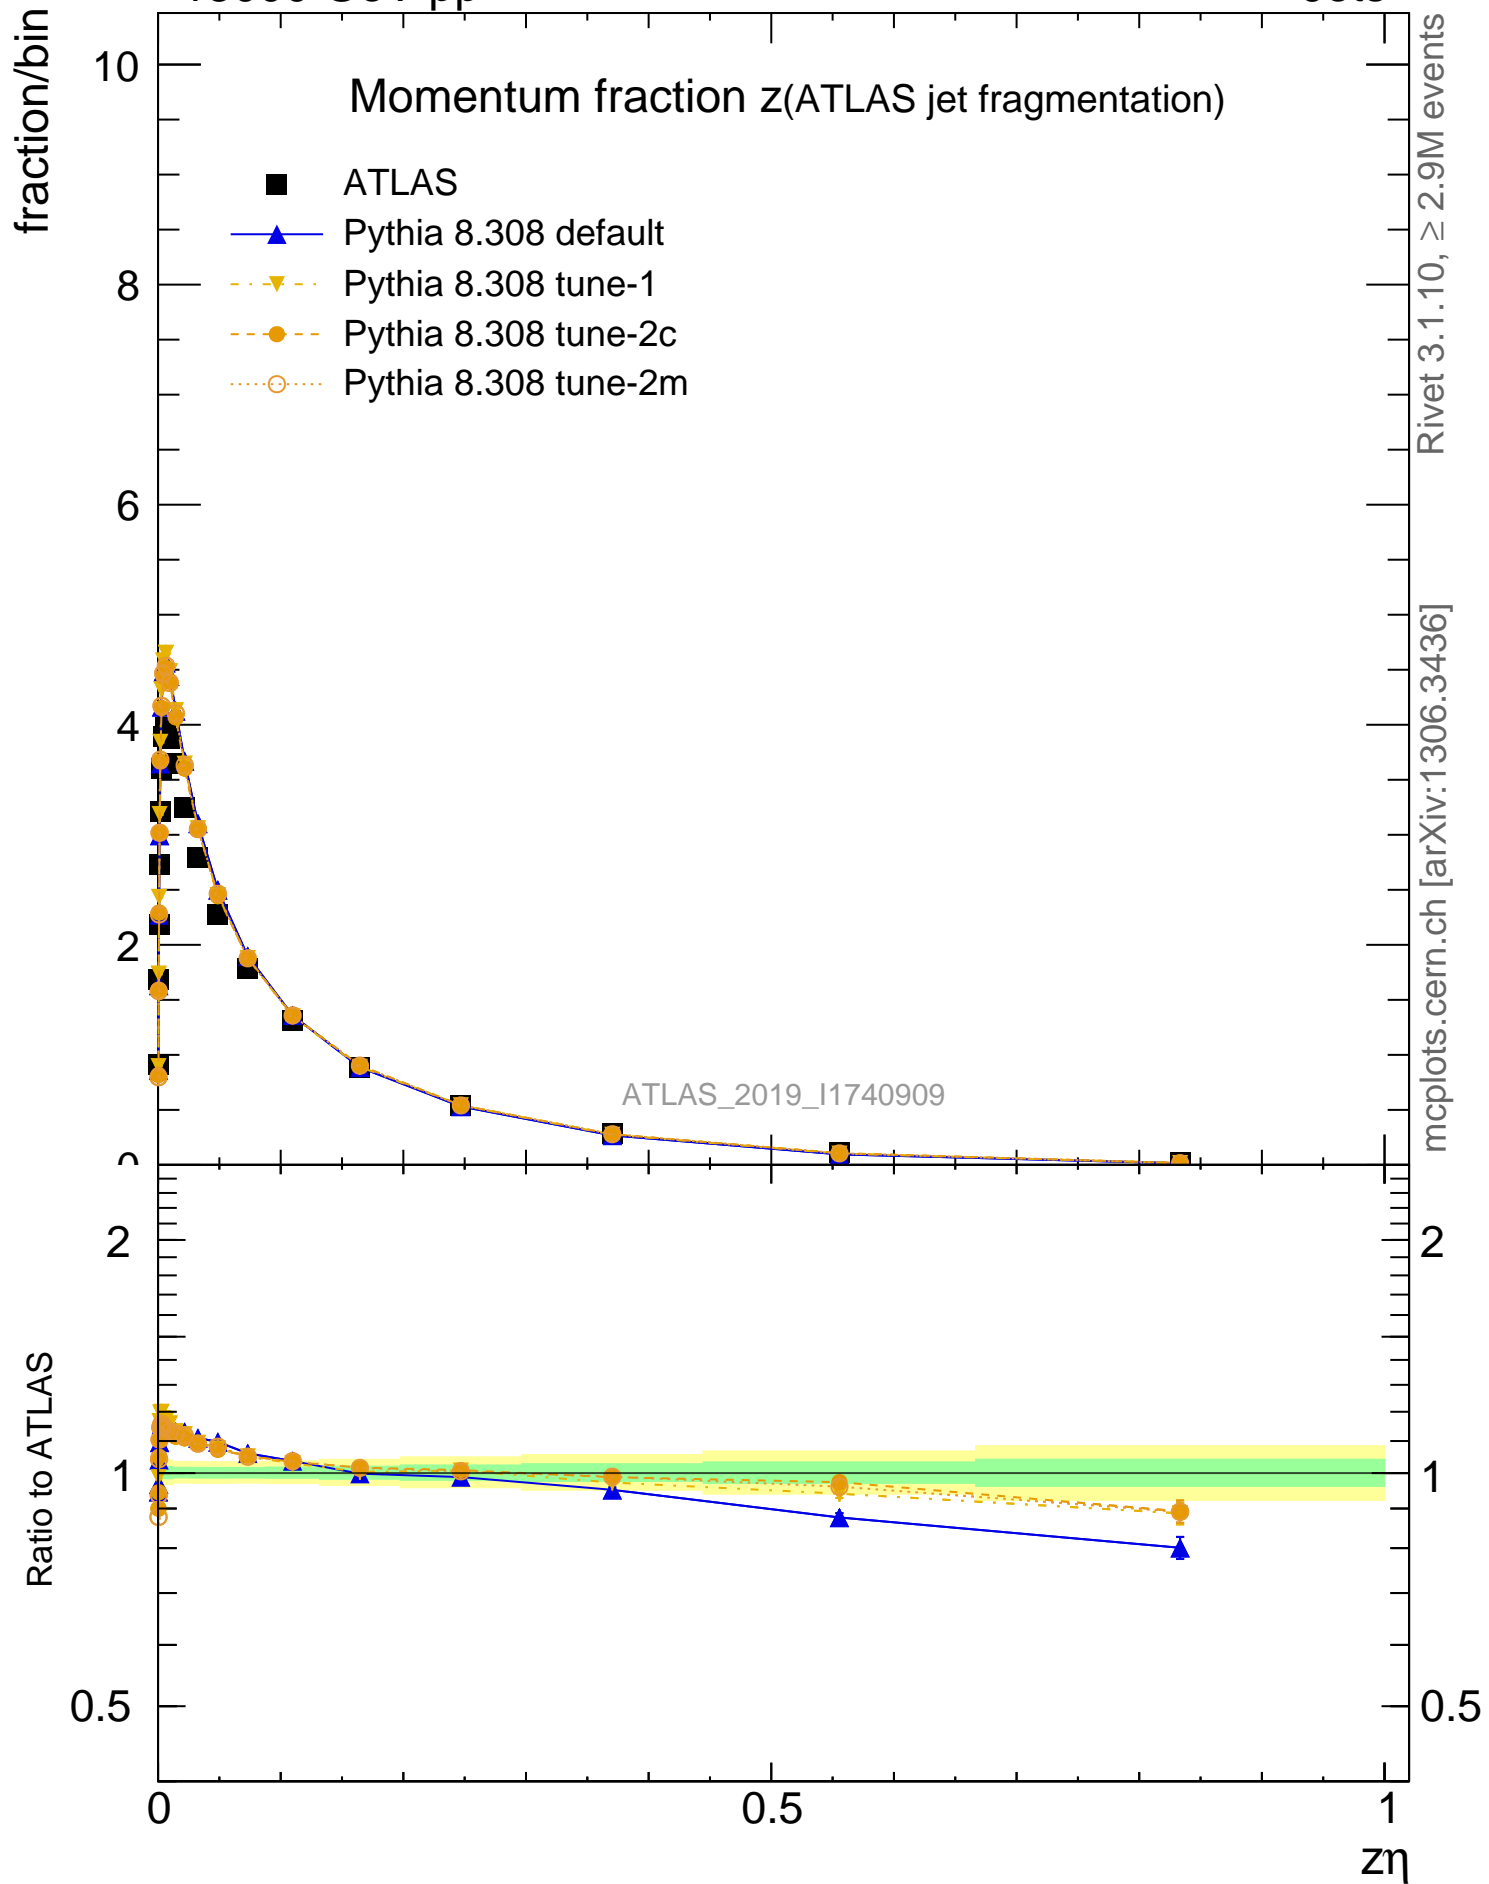 fraction/bin
Momentum fraction z(ATLAS jet fragmentation)
ATLAS
Pythia 8.308 default
Pythia 8.308 tune-1
Pythia 8.308 tune-2c
Pythia 8.308 tune-2m
10
8
6
4
2
0
ATLAS_2019_I1740909
Rivet 3.1.10, ≥ 2.9M events
mcplots.cern.ch [arXiv:1306.3436]
Ratio to ATLAS
2
1
0.5
2
1
0.5
0
0.5
1
zη